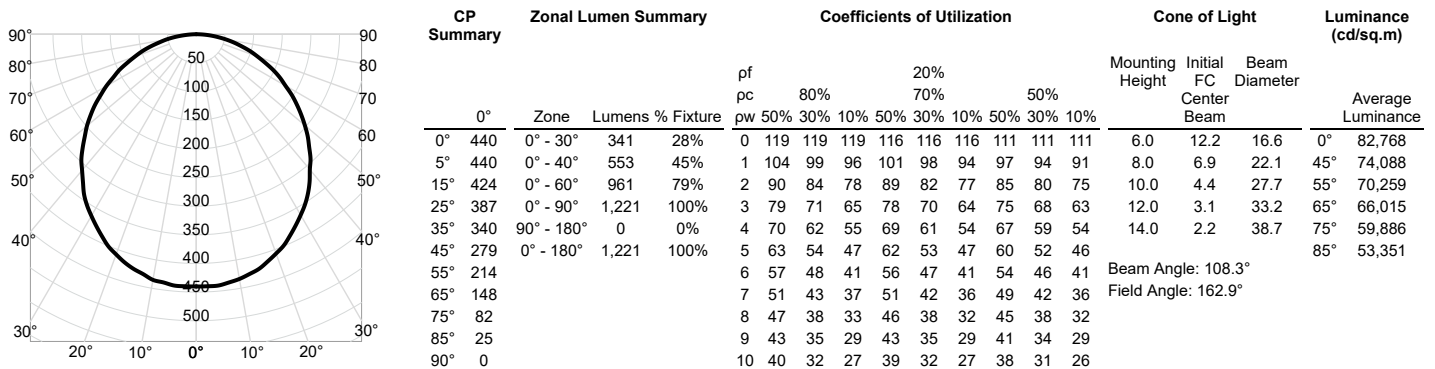 90°
80°
70°
60°
50°
40°
30°
20°
10°
0°
10°
20°
30°
40°
50°
60
70
80
90
50
100
150
200
250
300
350
400
450
500
CP Summary
0°
0° 440
5° 440
15° 424
25° 387
35° 340
45° 279
55° 214
65° 148
75° 82
85° 25
90° 0
Zonal Lumen Summary
Zone Lumens % Fixture
0° - 30° 341 28%
0° - 40° 553 45%
0° - 60° 961 79%
0° - 90° 1,221 100%
90° - 180° 0 0%
0° - 180° 1,221 100%
Coefficients of Utilization
ρf 20%
ρc 80% 70% 50%
ρw 50% 30% 10% 50% 30% 10% 50% 30% 10%
0 119 119 119 116 116 116 111 111 111
1 104 99 96 101 98 94 97 94 91
2 90 84 78 89 82 77 85 80 75
3 79 71 65 78 70 64 75 68 63
4 70 62 55 69 61 54 67 59 54
5 63 54 47 62 53 47 60 52 46
6 57 48 41 56 47 41 54 46 41
7 51 43 37 51 42 36 49 42 36
8 47 38 33 46 38 32 45 38 32
9 43 35 29 43 35 29 41 34 29
10 40 32 27 39 32 27 38 31 26
Cone of Light
Mounting Height Initial FC Center Beam Beam Diameter
6.0 12.2 16.6
8.0 6.9 22.1
10.0 4.4 27.7
12.0 3.1 33.2
14.0 2.2 38.7
Beam Angle: 108.3°
Field Angle: 162.9°
Luminance
(cd/sq.m)
Average
Luminance
0° 82,768
45° 74,088
55° 70,259
65° 66,015
75° 59,886
85° 53,351